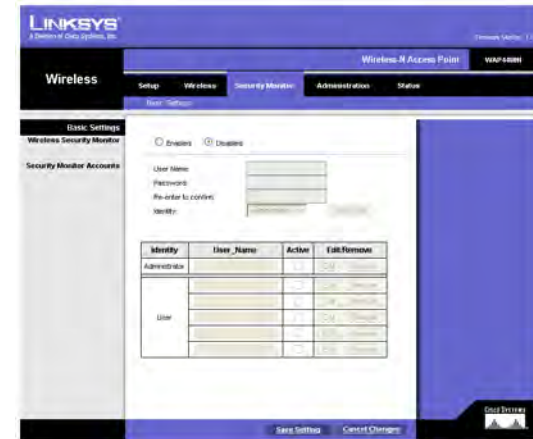 LINKSYS
A Division of Cisco Systems, Inc.
Wireless-N Access Point
WAP4400N
Wireless
Setup
Wireless
Security Monitor
Administration
Status
Basic Settings
Basic Settings
Wireless Security Monitor
Enabled
Disabled
Security Monitor Accounts
User Name:
Password:
Re-enter to confirm:
Identity:
Identity
User_Name
Active
Edit/Remove
Administrator
User
Save Setting
Cancel Changes
Cisco Systems